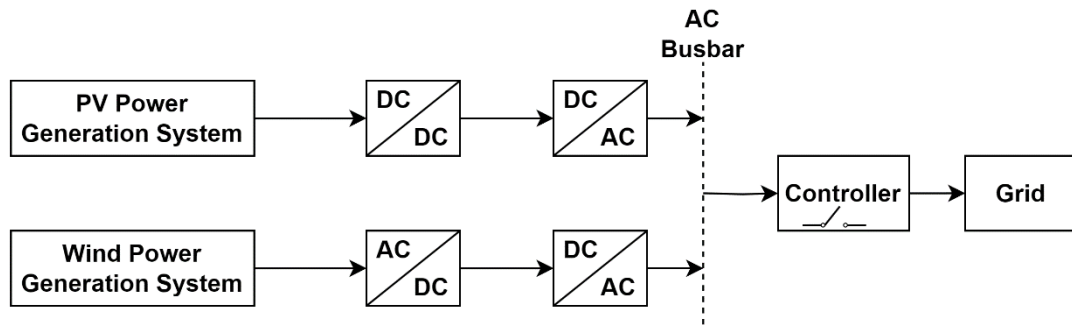 AC
Busbar
PV Power
Generation System
DC
DC
DC
AC
Controller
Grid
Wind Power
Generation System
AC
DC
DC
AC